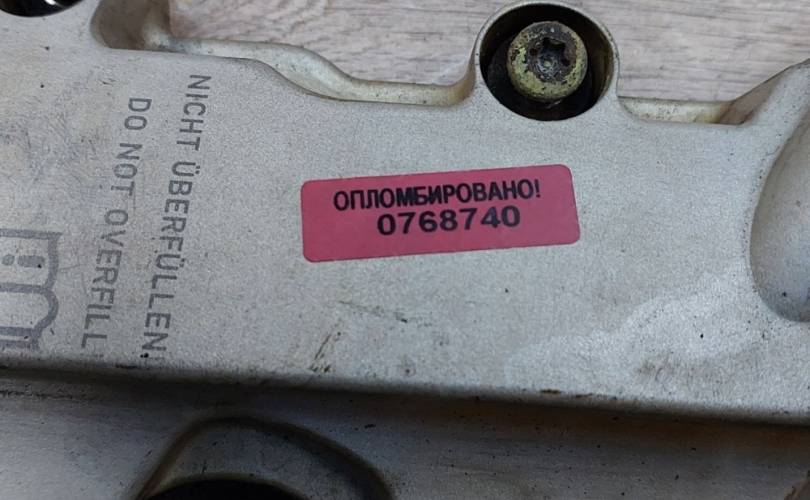 NICHT ÜBERFÜLLEN
DO NOT OVERFILL
ОПЛОМБИРОВАНО!
0768740